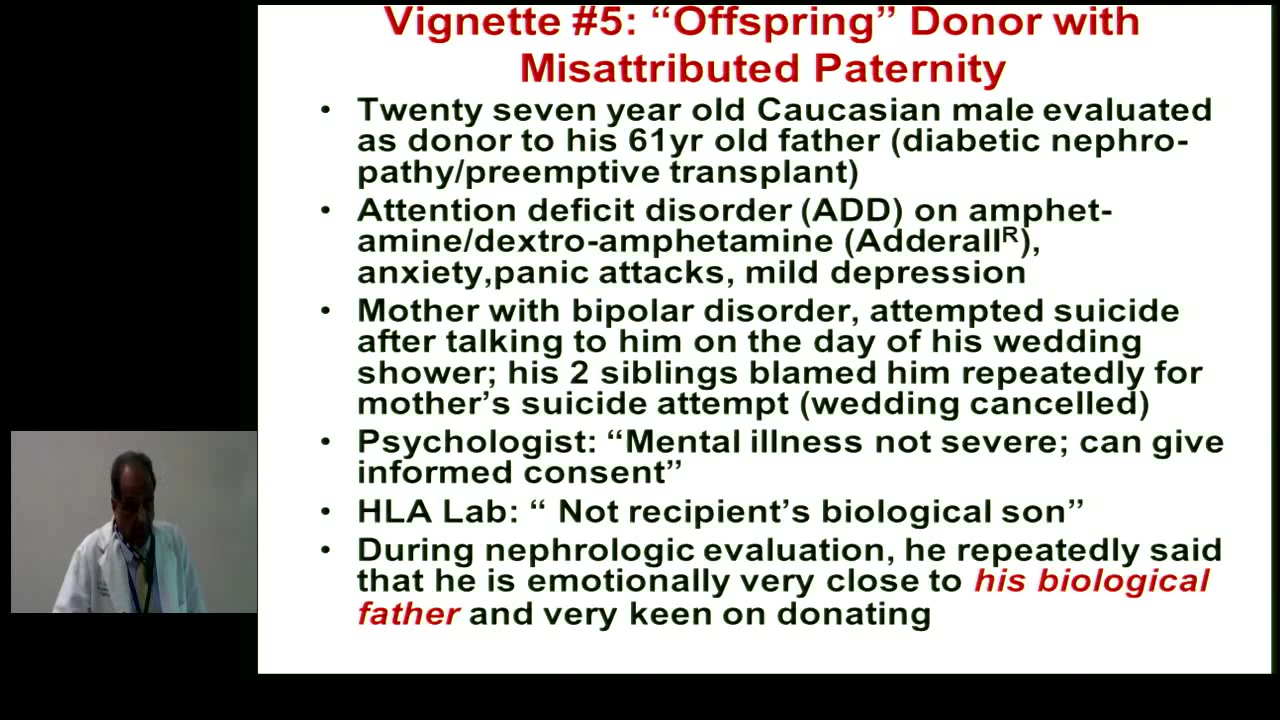 Vignette #5: “Offspring” Donor with
Misattributed Paternity
• Twenty seven year old Caucasian male evaluated
as donor to his 61yr old father (diabetic nephro-
pathy/preemptive transplant)
• Attention deficit disorder (ADD) on amphet-
amine/dextro-amphetamine (Adderallᴿ),
anxiety,panic attacks, mild depression
• Mother with bipolar disorder, attempted suicide
after talking to him on the day of his wedding
shower; his 2 siblings blamed him repeatedly for
mother’s suicide attempt (wedding cancelled)
• Psychologist: “Mental illness not severe; can give
informed consent”
• HLA Lab: “ Not recipient’s biological son”
• During nephrologic evaluation, he repeatedly said
that he is emotionally very close to his biological
father and very keen on donating